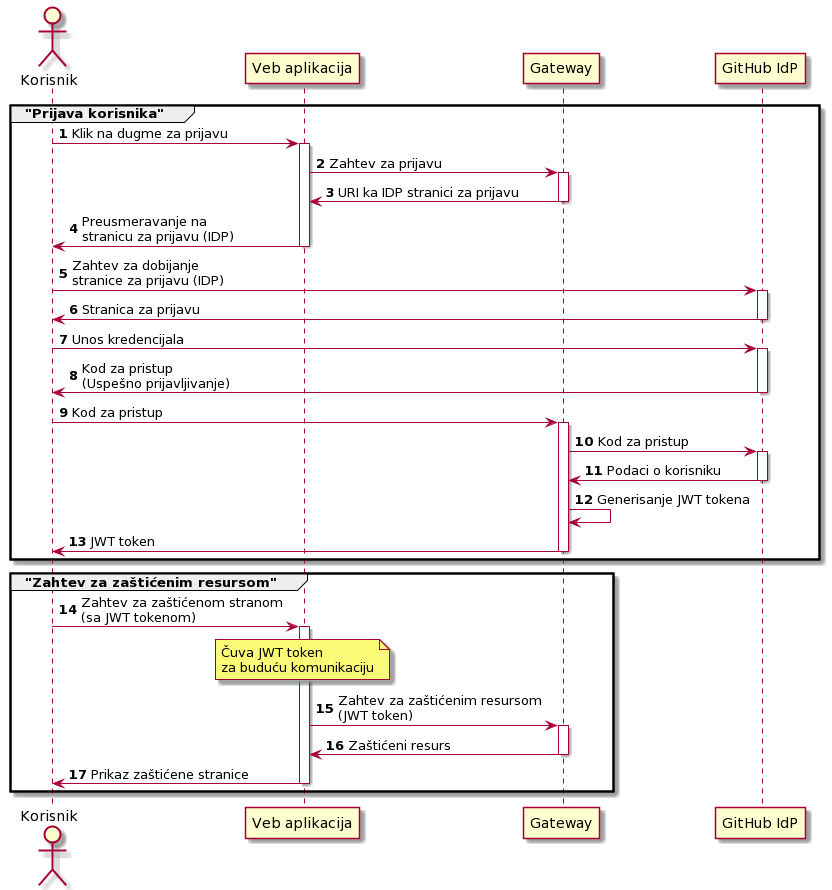 Korisnik
Veb aplikacija
Gateway
GitHub IdP
"Prijava korisnika"
1 Klik na dugme za prijavu
2 Zahtev za prijavu
3 URI ka IDP stranici za prijavu
4 Preusmeravanje na
stranicu za prijavu (IDP)
5 Zahtev za dobijanje
stranice za prijavu (IDP)
6 Stranica za prijavu
7 Unos kredencijala
8 Kod za pristup
(Uspešno prijavljivanje)
9 Kod za pristup
10 Kod za pristup
11 Podaci o korisniku
12 Generisanje JWT tokena
13 JWT token
"Zahtev za zaštićenim resursom"
14 Zahtev za zaštićenom stranom
(sa JWT tokenom)
Čuva JWT token
za buduću komunikaciju
15 Zahtev za zaštićenim resursom
(JWT token)
16 Zaštićeni resurs
17 Prikaz zaštićene stranice
Korisnik
Veb aplikacija
Gateway
GitHub IdP